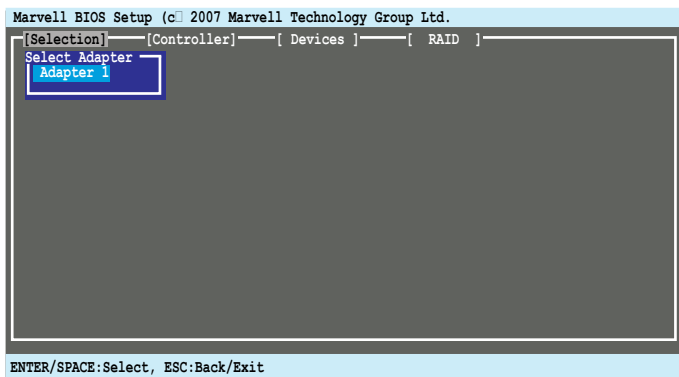 Marvell BIOS Setup (c□ 2007 Marvell Technology Group Ltd.
[Selection] [Controller] [ Devices ] [ RAID ]
Select Adapter
Adapter 1
ENTER/SPACE:Select, ESC:Back/Exit